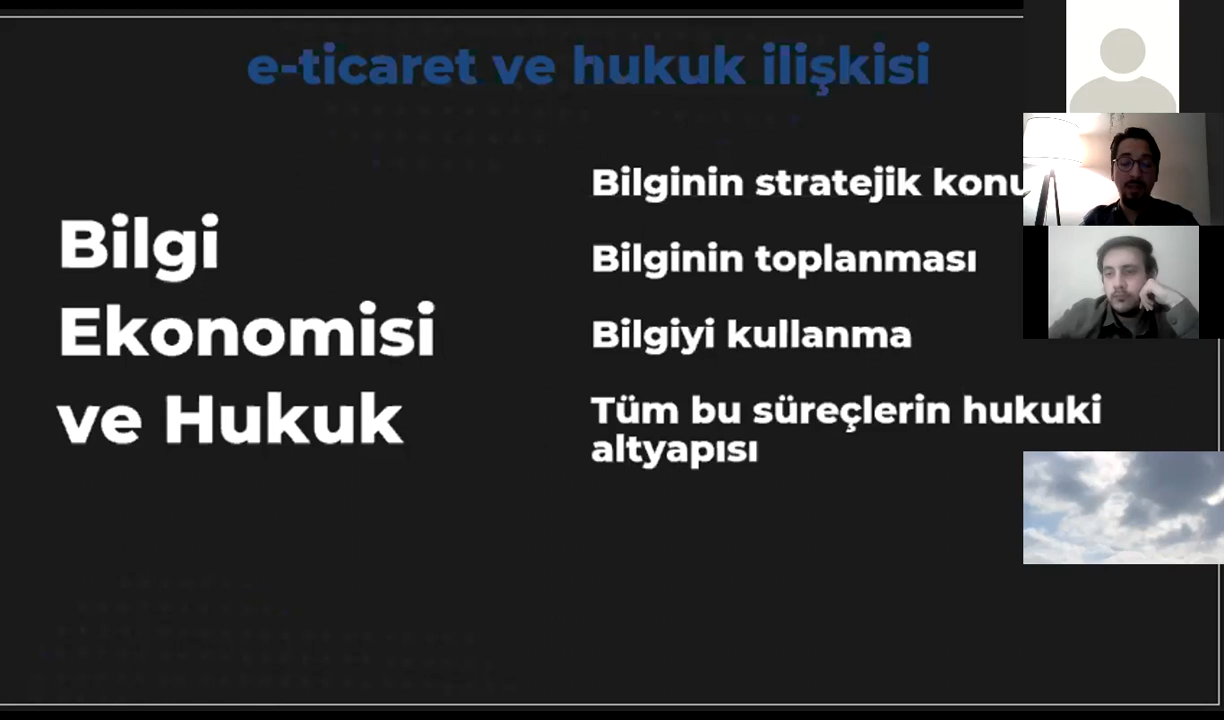 e-ticaret ve hukuk ilişkisi
Bilgi
Ekonomisi
ve Hukuk
Bilginin stratejik
Bilginin toplanması
Bilgiyi kullanma
Tüm bu süreçlerin hukuki
altyapısı